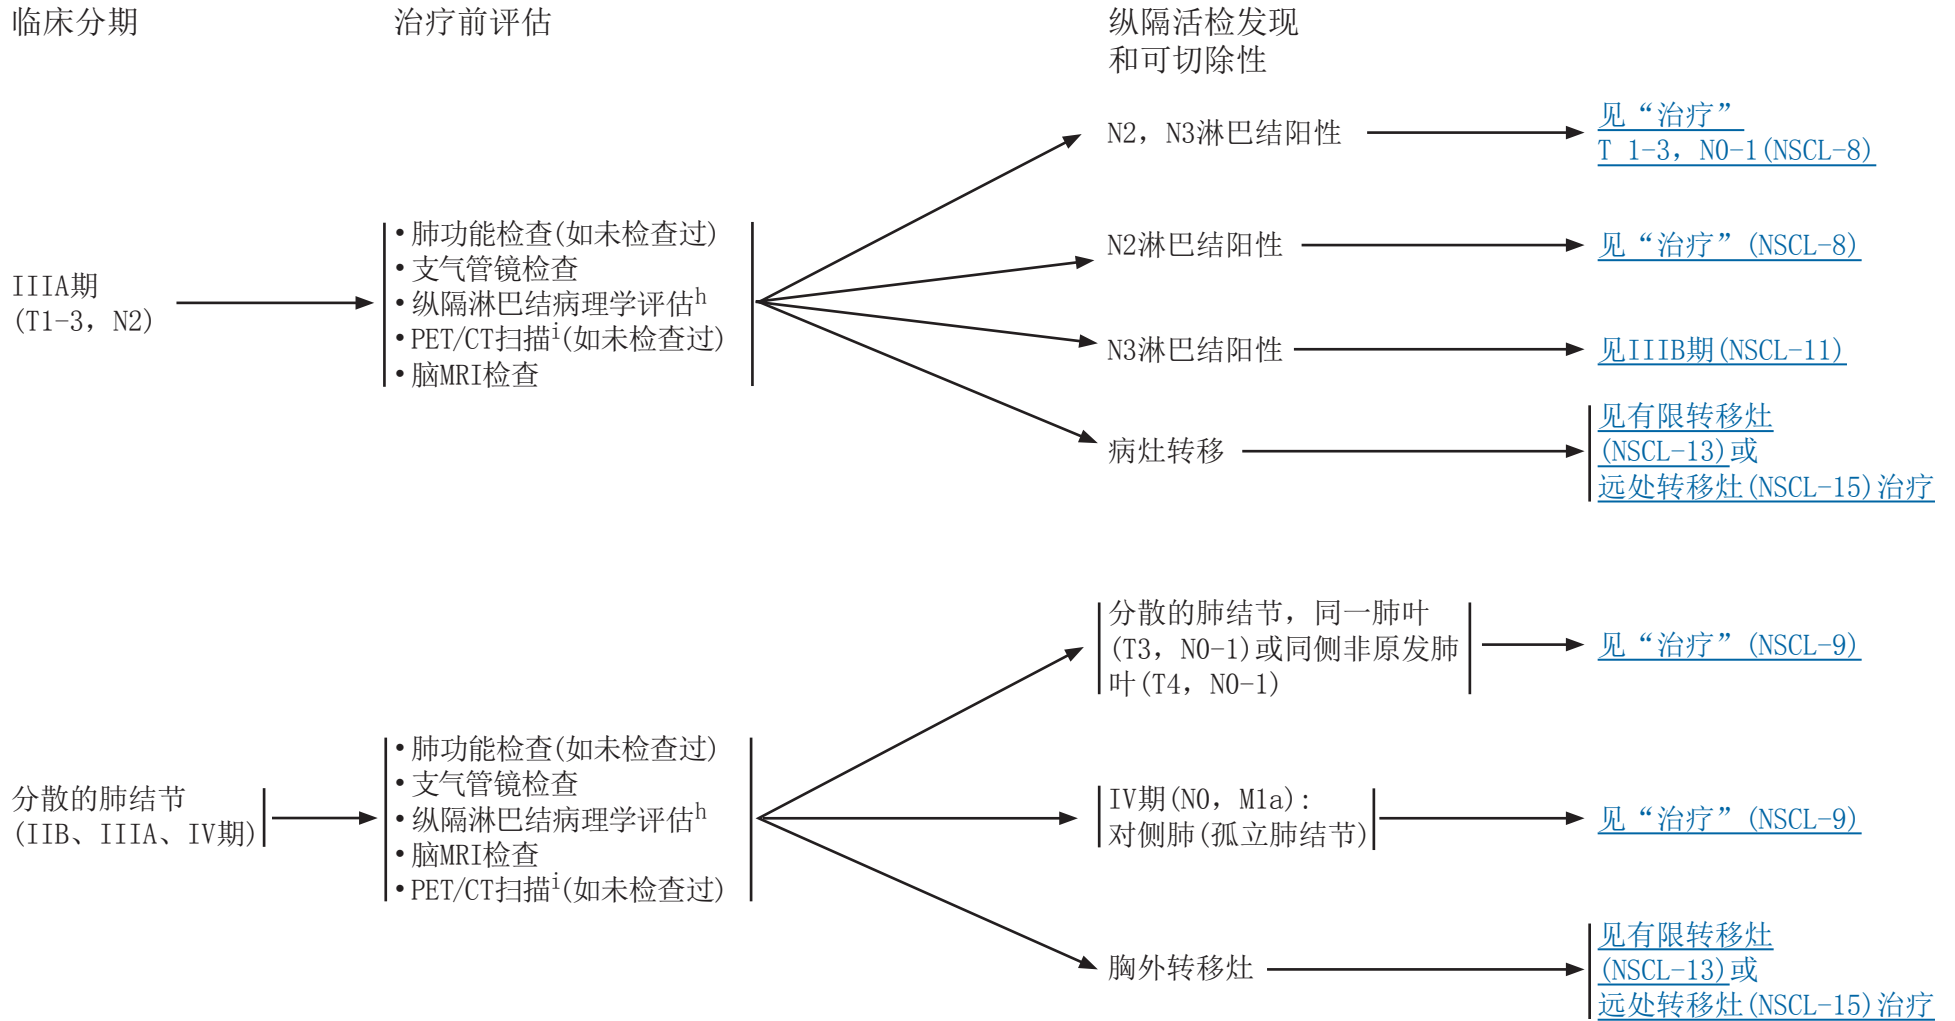 临床分期
治疗前评估
纵隔活检发现
和可切除性
IIIA期
(T1-3, N2)
•肺功能检查(如未检查过)
•支气管镜检查
•纵隔淋巴结病理学评估h
•PET/CT扫描i(如未检查过)
•脑MRI检查
N2, N3淋巴结阳性
见“治疗”
T 1-3, N0-1(NSCL-8)
N2淋巴结阳性
见“治疗”(NSCL-8)
N3淋巴结阳性
见IIIB期(NSCL-11)
病灶转移
见有限转移灶
(NSCL-13)或
远处转移灶(NSCL-15)治疗
分散的肺结节
(IIB、IIIA、IV期)
•肺功能检查(如未检查过)
•支气管镜检查
•纵隔淋巴结病理学评估h
•脑MRI检查
•PET/CT扫描i(如未检查过)
分散的肺结节, 同一肺叶
(T3, N0-1)或同侧非原发肺
叶(T4, N0-1)
见“治疗”(NSCL-9)
IV期(N0, M1a):
对侧肺(孤立肺结节)
见“治疗”(NSCL-9)
胸外转移灶
见有限转移灶
(NSCL-13)或
远处转移灶(NSCL-15)治疗